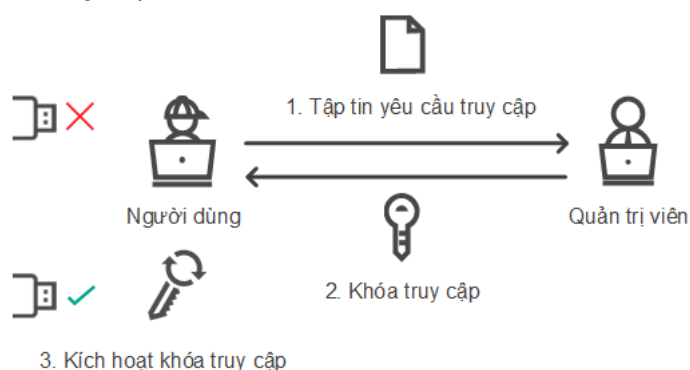 1. Tập tin yêu cầu truy cập
Người dùng
Quản trị viên
2. Khóa truy cập
3. Kích hoạt khóa truy cập